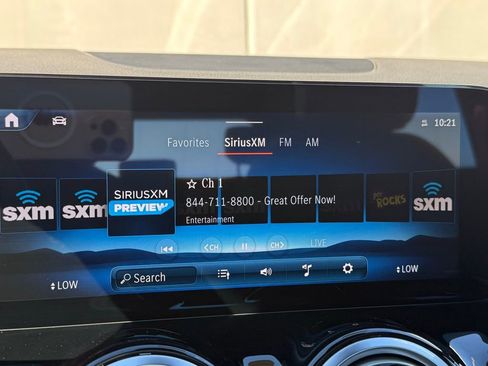 10:21
Favorites SiriusXM FM AM
sxm sxm SIRIUSXM PREVIEW Ch 1 ROCKS sxm
844-711-8800 - Great Offer Now!
Entertainment
<CH CH> LIVE
LOW Search LOW